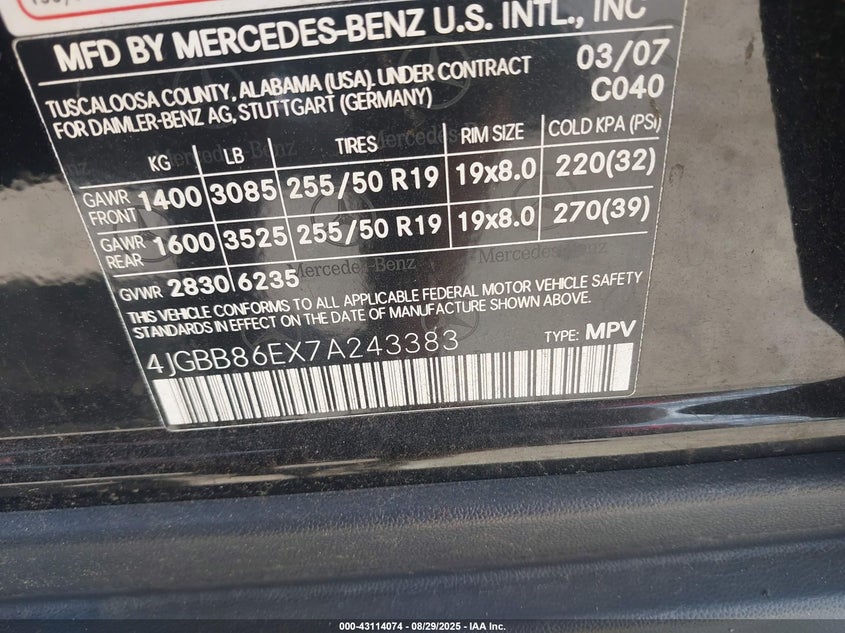 MFD BY MERCEDES-BENZ U.S. INTL., INC
03/07
TUSCALOOSA COUNTY, ALABAMA (USA). UNDER CONTRACT
C040
FOR DAIMLER-BENZ AG, STUTTGART (GERMANY)
KG LB TIRES RIM SIZE COLD KPA (PSI)
GAWR FRONT 1400 3085 255/50 R19 19x8.0 220(32)
GAWR REAR 1600 3525 255/50 R19 19x8.0 270(39)
Mercedes-Benz
GVWR 2830 6235
THIS VEHICLE CONFORMS TO ALL APPLICABLE FEDERAL MOTOR VEHICLE SAFETY
STANDARDS IN EFFECT ON THE DATE OF MANUFACTURE SHOWN ABOVE.
TYPE: MPV
4JGBB86EX7A243383
000-43114074 - 08/29/2025 - IAA Inc.